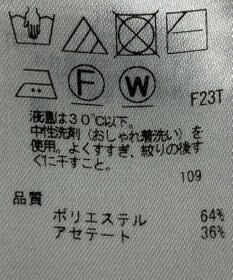 F
W
F23T
液温は30℃以下。
中性洗剤(おしゃれ着洗い)を
使用。よくすすぎ、絞りの後す
ぐに干すこと。
109
品質
ポリエステル 64%
アセテート 36%